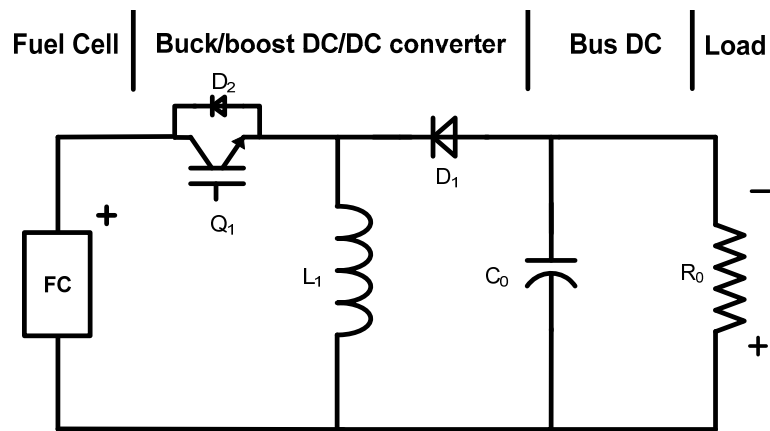 Fuel Cell
Buck/boost DC/DC converter
Bus DC
Load
D2
D1
+
Q1
–
FC
L1
C0
R0
+